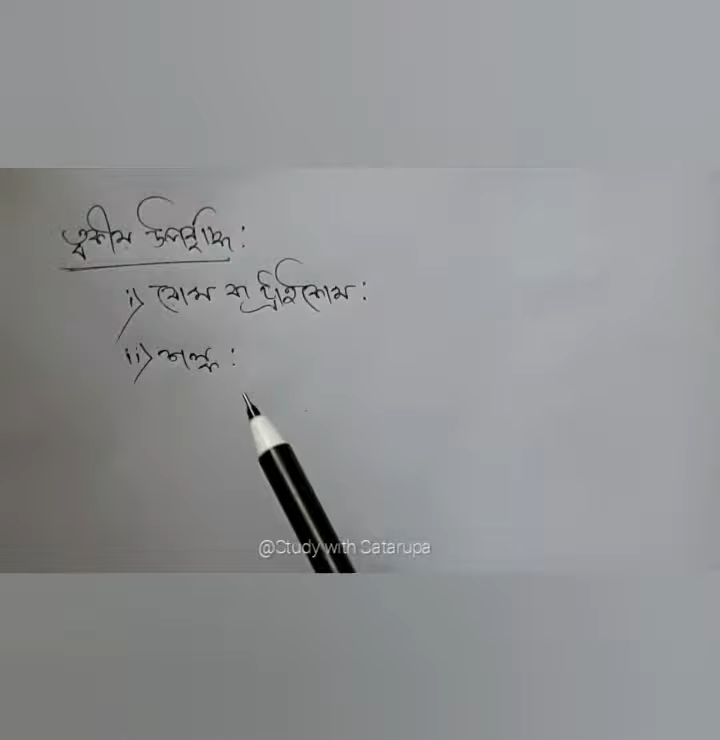 ত্বকীয় উপবৃদ্ধি :
i) রোম বা ট্রাইকোম :
ii) শল্ক :
@Study with Satarupa